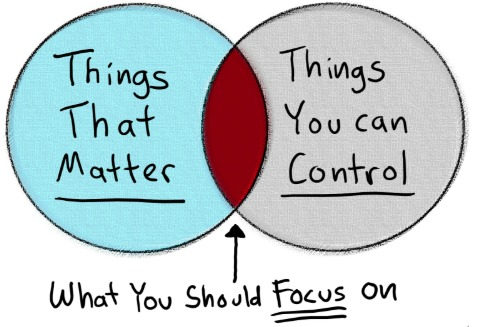 Things
That
Matter
Things
You can
Control
What You Should Focus on